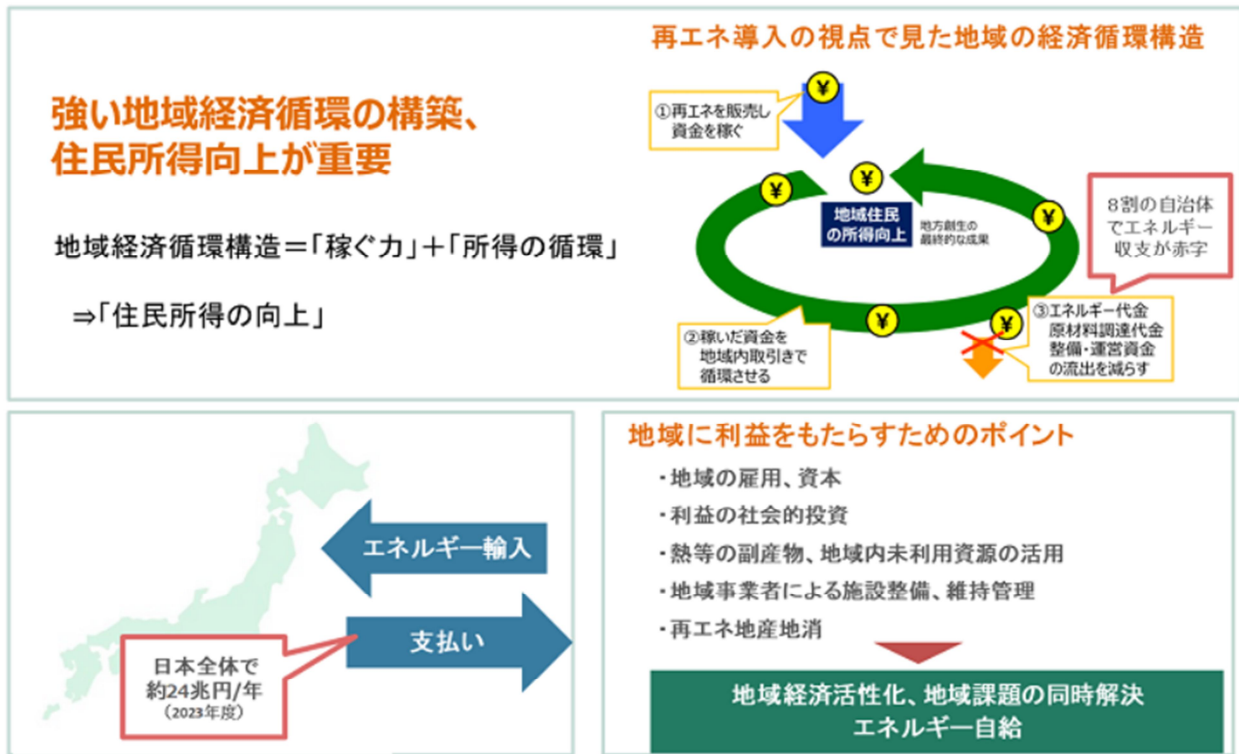 強い地域経済循環の構築、
住民所得向上が重要
地域経済循環構造＝「稼ぐ力」＋「所得の循環」
⇒「住民所得の向上」
再エネ導入の視点で見た地域の経済循環構造
¥
①再エネを販売し
資金を稼ぐ
¥
¥
¥
地域住民
の所得向上
地方創生の
最終的な成果
8割の自治体
でエネルギー
収支が赤字
¥
¥
②稼いだ資金を
地域内取引きで
循環させる
③エネルギー代金
原材料調達代金
整備・運営資金
の流出を減らす
エネルギー輸入
支払い
日本全体で
約24兆円/年
（2023年度）
地域に利益をもたらすためのポイント
・地域の雇用、資本
・利益の社会的投資
・熱等の副産物、地域内未利用資源の活用
・地域事業者による施設整備、維持管理
・再エネ地産地消
地域経済活性化、地域課題の同時解決
エネルギー自給